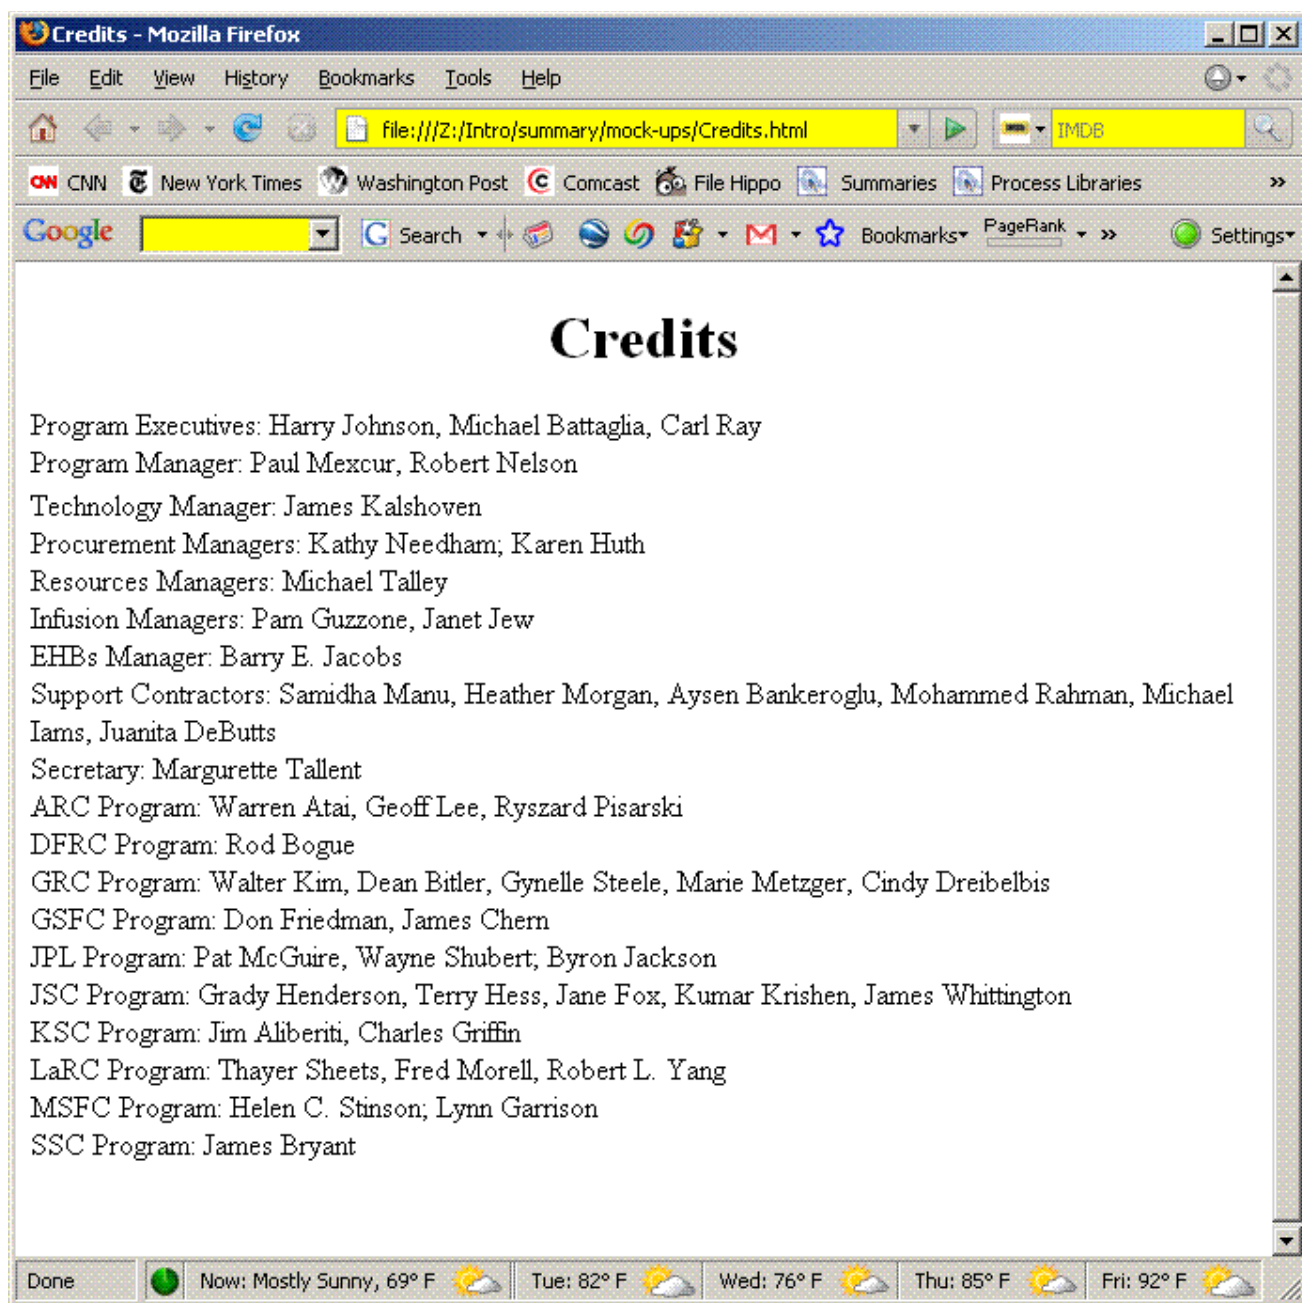 Credits - Mozilla Firefox
File Edit View History Bookmarks Tools Help
file:///Z:/Intro/summary/mock-ups/Credits.html IMDB
CNN CNN New York Times Washington Post Comcast File Hippo Summaries Process Libraries »
Google G Search Bookmarks PageRank » Settings
Credits
Program Executives: Harry Johnson, Michael Battaglia, Carl Ray
Program Manager: Paul Mexcur, Robert Nelson
Technology Manager: James Kalshoven
Procurement Managers: Kathy Needham; Karen Huth
Resources Managers: Michael Talley
Infusion Managers: Pam Guzzone, Janet Jew
EHBs Manager: Barry E. Jacobs
Support Contractors: Samidha Manu, Heather Morgan, Aysen Bankeroglu, Mohammed Rahman, Michael
Iams, Juanita DeButts
Secretary: Margurette Tallent
ARC Program: Warren Atai, Geoff Lee, Ryszard Pisarski
DFRC Program: Rod Bogue
GRC Program: Walter Kim, Dean Bitler, Gynelle Steele, Marie Metzger, Cindy Dreibelbis
GSFC Program: Don Friedman, James Chern
JPL Program: Pat McGuire, Wayne Shubert; Byron Jackson
JSC Program: Grady Henderson, Terry Hess, Jane Fox, Kumar Krishen, James Whittington
KSC Program: Jim Aliberiti, Charles Griffin
LaRC Program: Thayer Sheets, Fred Morell, Robert L. Yang
MSFC Program: Helen C. Stinson; Lynn Garrison
SSC Program: James Bryant
Done Now: Mostly Sunny, 69° F Tue: 82° F Wed: 76° F Thu: 85° F Fri: 92° F